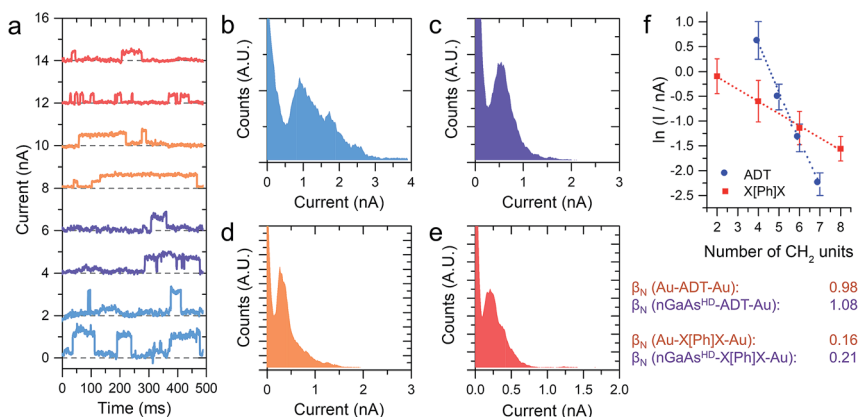 a
16
14
12
10
8
6
4
2
0
Current (nA)
0 100 200 300 400 500
Time (ms)
b
Counts (A.U.)
0 1 2 3 4
Current (nA)
c
Counts (A.U.)
0 1 2 3
Current (nA)
d
Counts (A.U.)
0 1 2 3
Current (nA)
e
Counts (A.U.)
0.0 0.5 1.0 1.5 2.0
Current (nA)
f
1.0
0.5
0.0
-0.5
-1.0
-1.5
-2.0
-2.5
ln (I / nA)
ADT
X[Ph]X
2 3 4 5 6 7 8
Number of CH₂ units
βN (Au-ADT-Au): 0.98
βN (nGaAsᴴᴰ-ADT-Au): 1.08
βN (Au-X[Ph]X-Au): 0.16
βN (nGaAsᴴᴰ-X[Ph]X-Au): 0.21